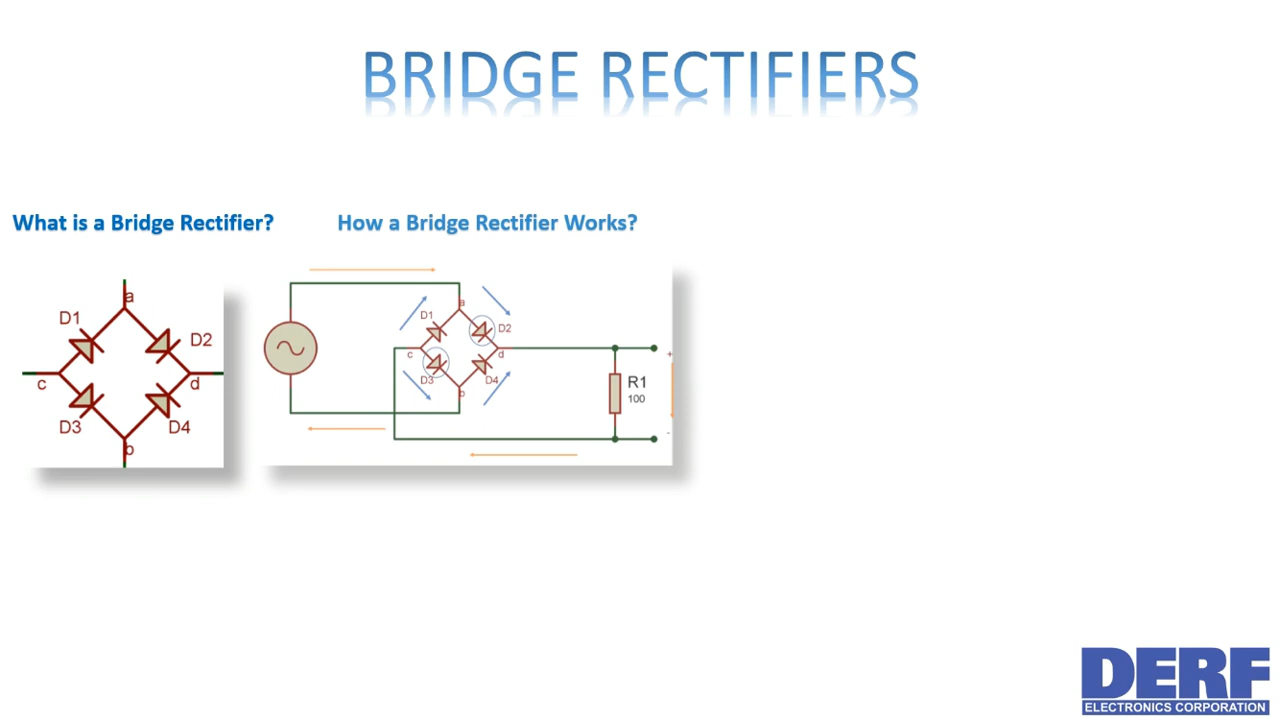 BRIDGE RECTIFIERS
What is a Bridge Rectifier?
How a Bridge Rectifier Works?
a
D1
D2
c
d
D3
D4
b
a
D1
D2
c
d
D3
D4
b
R1
100
+
-
DERF
ELECTRONICS CORPORATION